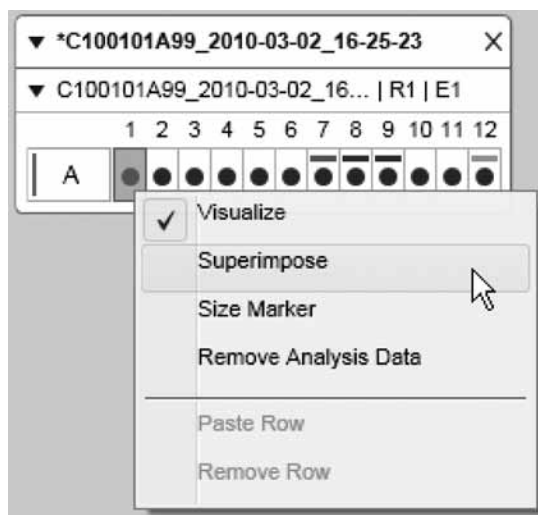 *C100101A99_2010-03-02_16-25-23 X
C100101A99_2010-03-02_16... | R1 | E1
1 2 3 4 5 6 7 8 9 10 11 12
A
Visualize
Superimpose
Size Marker
Remove Analysis Data
Paste Row
Remove Row